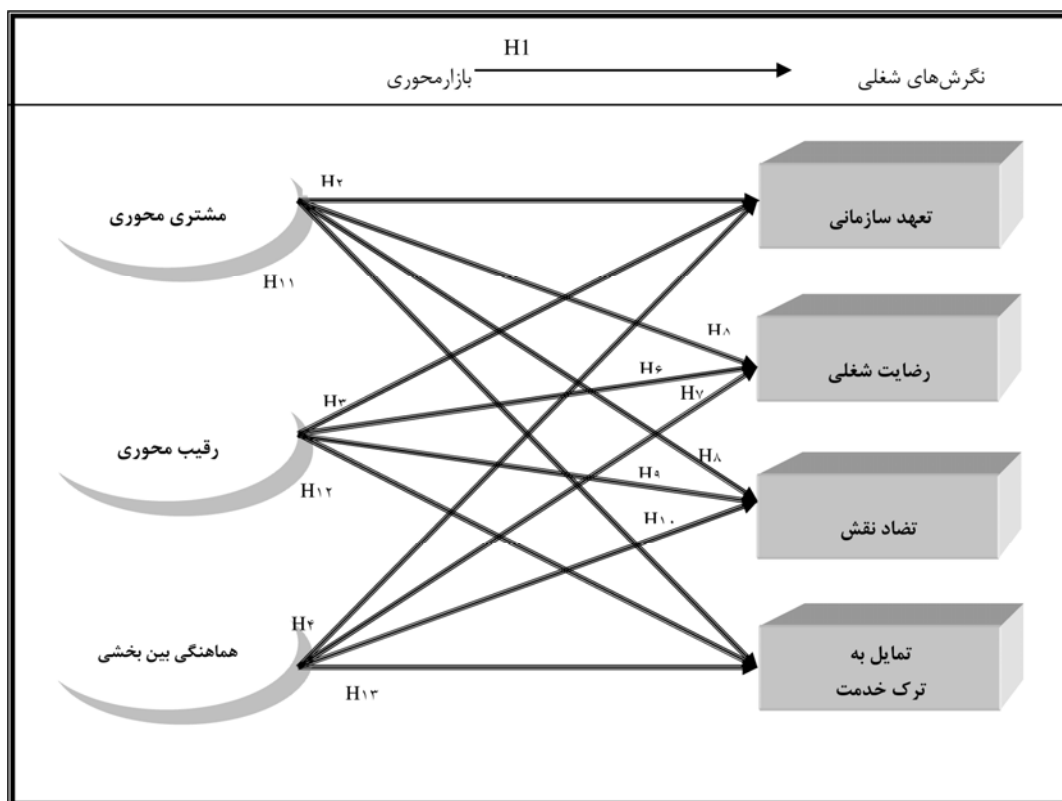 H1
بازارمحوری
نگرش‌های شغلی
H۲
مشتری محوری
تعهد سازمانی
H۱۱
H۸
رضایت شغلی
H۶
H۷
H۳
رقیب محوری
H۸
H۹
H۱۲
H۱۰
تضاد نقش
H۴
هماهنگی بین بخشی
H۱۳
تمایل به
ترک خدمت